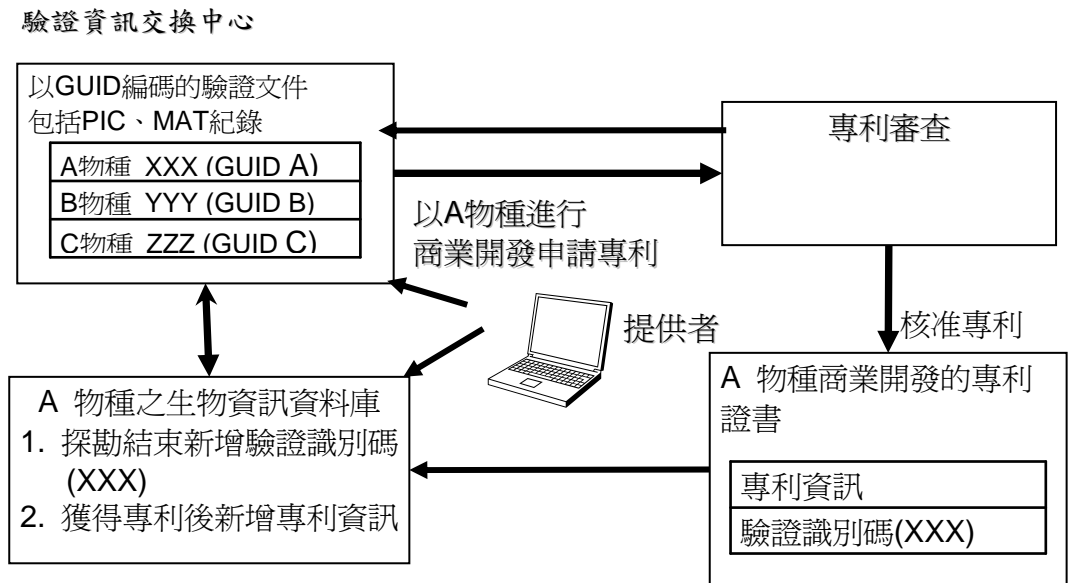 驗證資訊交換中心
以GUID編碼的驗證文件
包括PIC、MAT紀錄
A物種 XXX (GUID A)
B物種 YYY (GUID B)
C物種 ZZZ (GUID C)
專利審查
以A物種進行
商業開發申請專利
提供者
核准專利
A 物種之生物資訊資料庫
1. 探勘結束新增驗證識別碼
(XXX)
2. 獲得專利後新增專利資訊
A 物種商業開發的專利
證書
專利資訊
驗證識別碼(XXX)